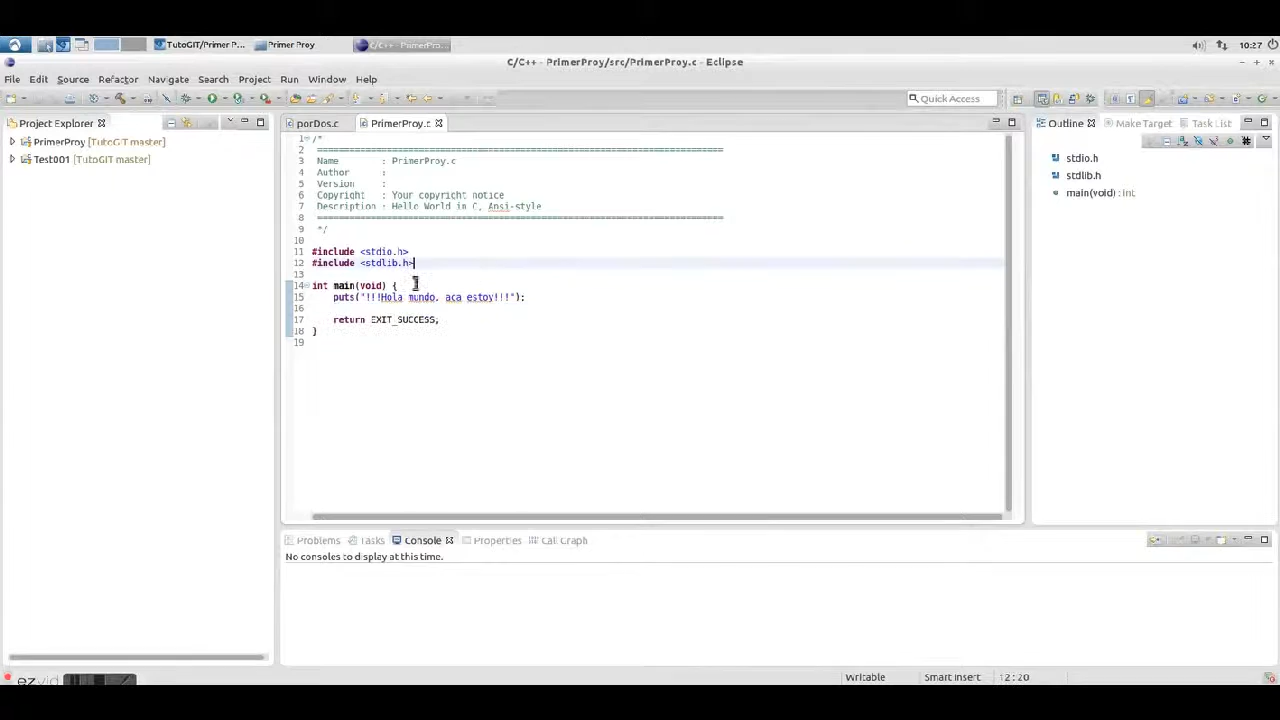 TutoGIT/Primer P... Primer Proy C/C++ - PrimerPro... 10:27
C/C++ - PrimerProy/src/PrimerProy.c - Eclipse
File Edit Source Refactor Navigate Search Project Run Window Help
Quick Access
Project Explorer
PrimerProy [TutoGIT master]
Test001 [TutoGIT master]
porDos.c PrimerProy.c
1 /*
2 ============================================================================
3 Name : PrimerProy.c
4 Author :
5 Version :
6 Copyright : Your copyright notice
7 Description : Hello World in C, Ansi-style
8 ============================================================================
9 */
10
11 #include <stdio.h>
12 #include <stdlib.h>
13
14 int main(void) {
15 puts("!!!Hola mundo, aca estoy!!!");
16
17 return EXIT_SUCCESS;
18 }
19
Outline Make Target Task List
stdio.h
stdlib.h
main(void) : int
Problems Tasks Console Properties Call Graph
No consoles to display at this time.
Writable Smart Insert 12 : 20
ezvid